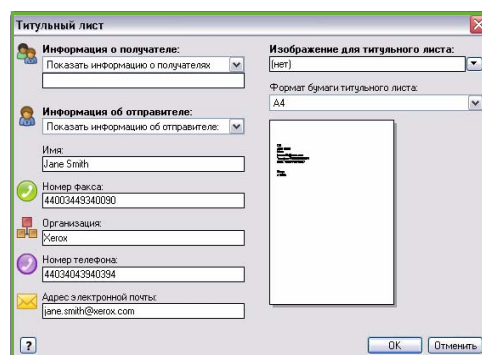 Титульный лист
Информация о получателе:
Показать информацию о получателях
Информация об отправителе:
Показать информацию об отправителе:
Имя:
Jane Smith
Номер факса:
44003449340090
Организация:
Xerox
Номер телефона:
44034043940394
Адрес электронной почты:
jane.smith@xerox.com
Изображение для титульного листа:
(нет)
Формат бумаги титульного листа:
A4
?
OK
Отменить